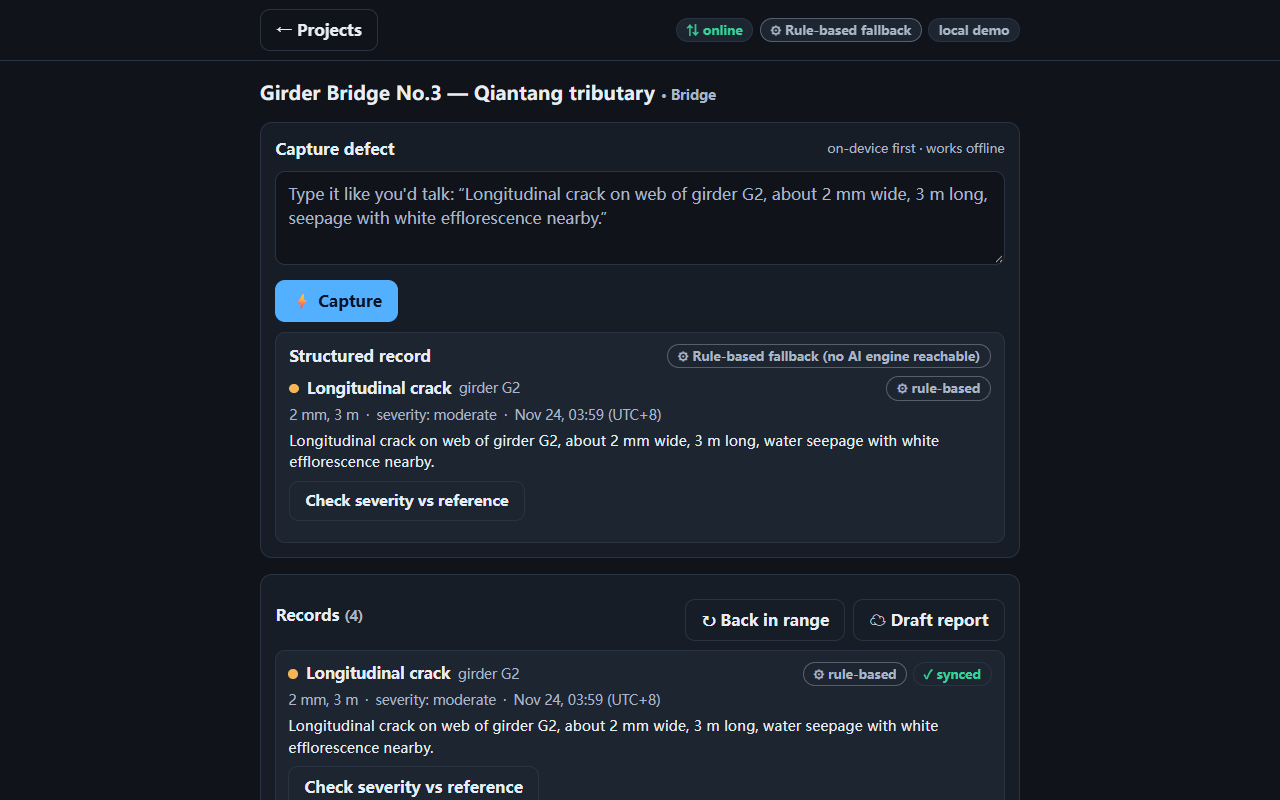 ← Projects
⇅ online
⚙ Rule-based fallback
local demo
Girder Bridge No.3 — Qiantang tributary • Bridge
Capture defect
on-device first · works offline
Type it like you'd talk: “Longitudinal crack on web of girder G2, about 2 mm wide, 3 m long,
seepage with white efflorescence nearby.”
⚡ Capture
Structured record
⚙ Rule-based fallback (no AI engine reachable)
Longitudinal crack girder G2
⚙ rule-based
2 mm, 3 m · severity: moderate · Nov 24, 03:59 (UTC+8)
Longitudinal crack on web of girder G2, about 2 mm wide, 3 m long, water seepage with white
efflorescence nearby.
Check severity vs reference
Records (4)
↻ Back in range
☁ Draft report
Longitudinal crack girder G2
⚙ rule-based
✓ synced
2 mm, 3 m · severity: moderate · Nov 24, 03:59 (UTC+8)
Longitudinal crack on web of girder G2, about 2 mm wide, 3 m long, water seepage with white
efflorescence nearby.
Check severity vs reference